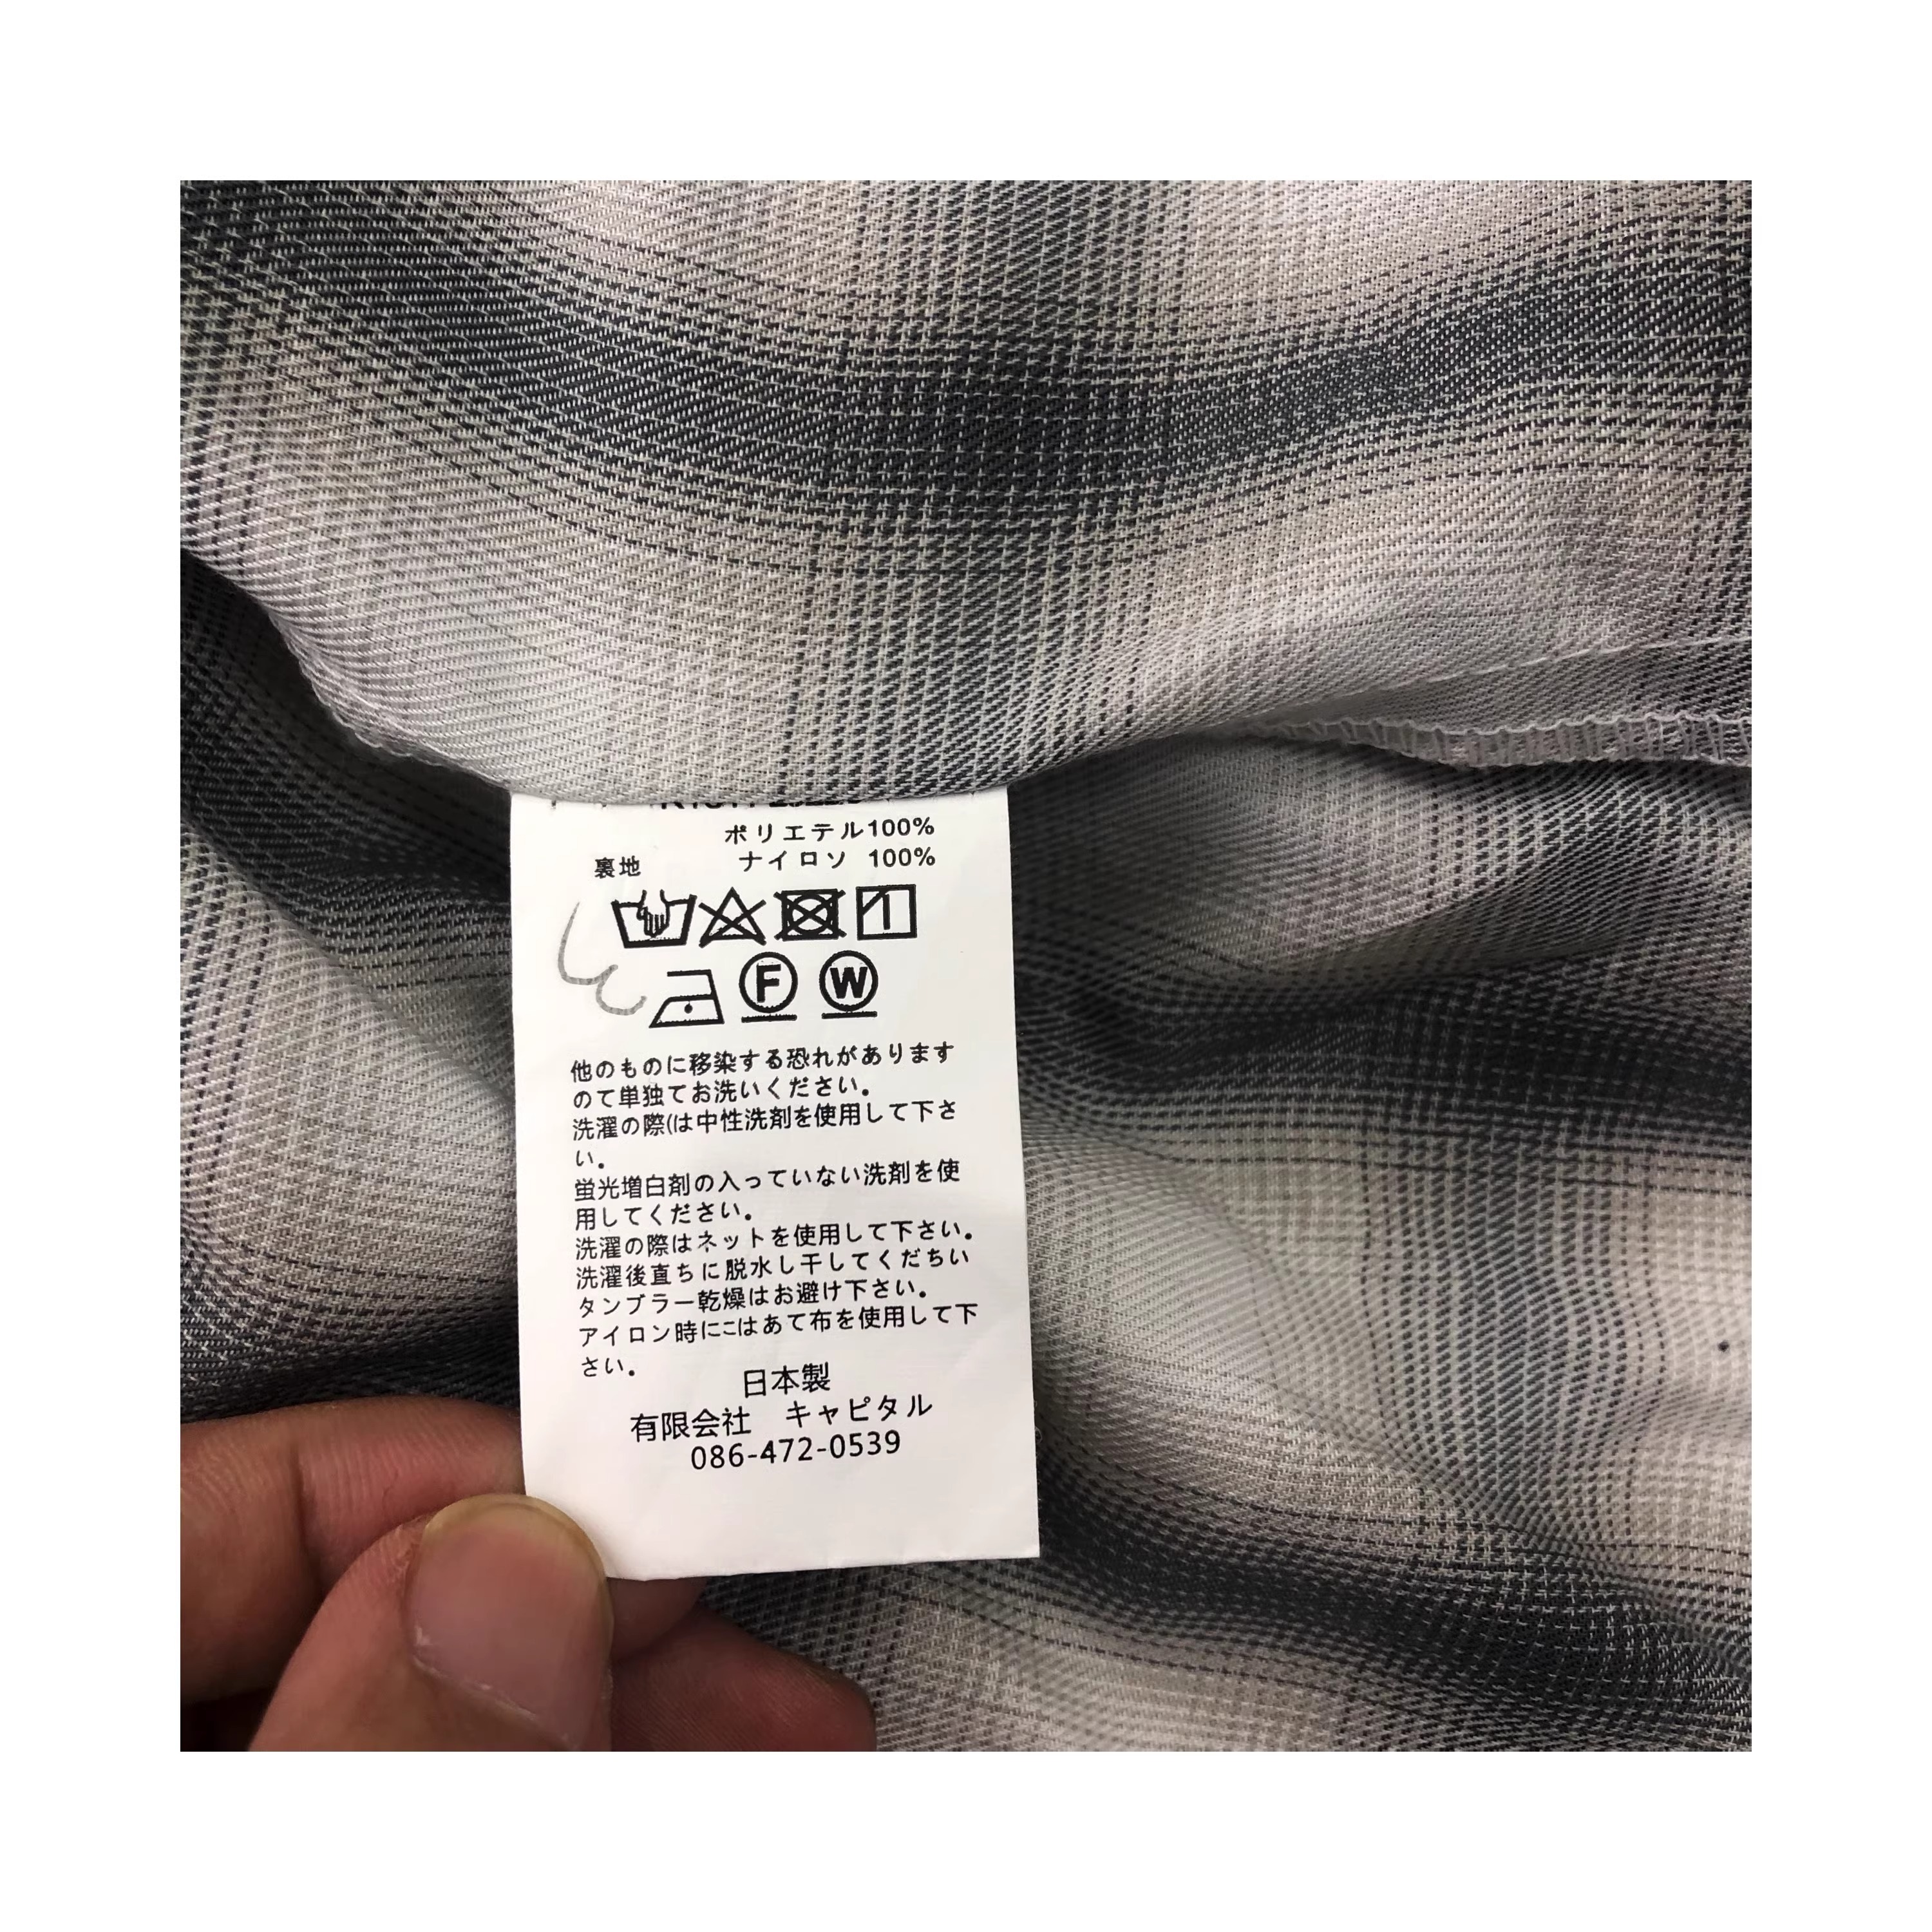 ポリエテル100%
裏地 ナイロソ 100%
F W
他のものに移染する恐れがあります
のて単独てお洗いください。
洗濯の際(は中性洗剤を使用して下さ
い。
蛍光増白剤の入っていない洗剤を使
用してください。
洗濯の際はネットを使用して下さい。
洗濯後直ちに脱水し干してくだちい
タンブラー乾燥はお避け下さい。
アイロン時にこはあて布を使用して下
さい。
日本製
有限会社 キャピタル
086-472-0539